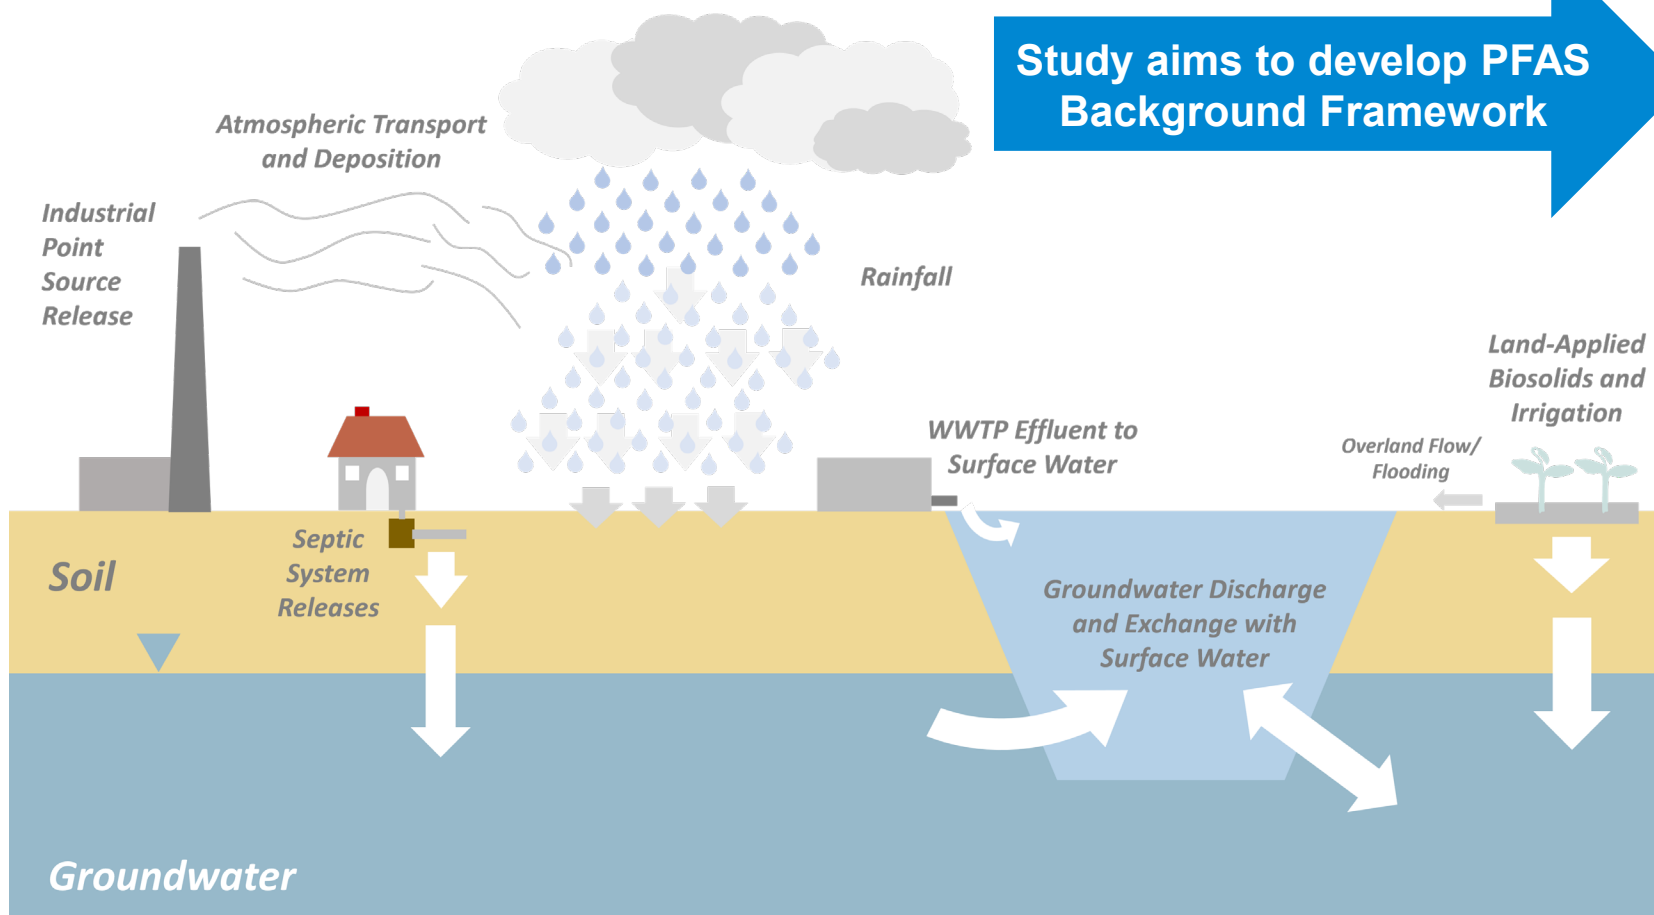 Study aims to develop PFAS
Background Framework
Atmospheric Transport
and Deposition
Industrial
Point
Source
Release
Rainfall
Land-Applied
Biosolids and
Irrigation
WWTP Effluent to
Surface Water
Overland Flow/
Flooding
Septic
System
Releases
Soil
Groundwater Discharge
and Exchange with
Surface Water
Groundwater